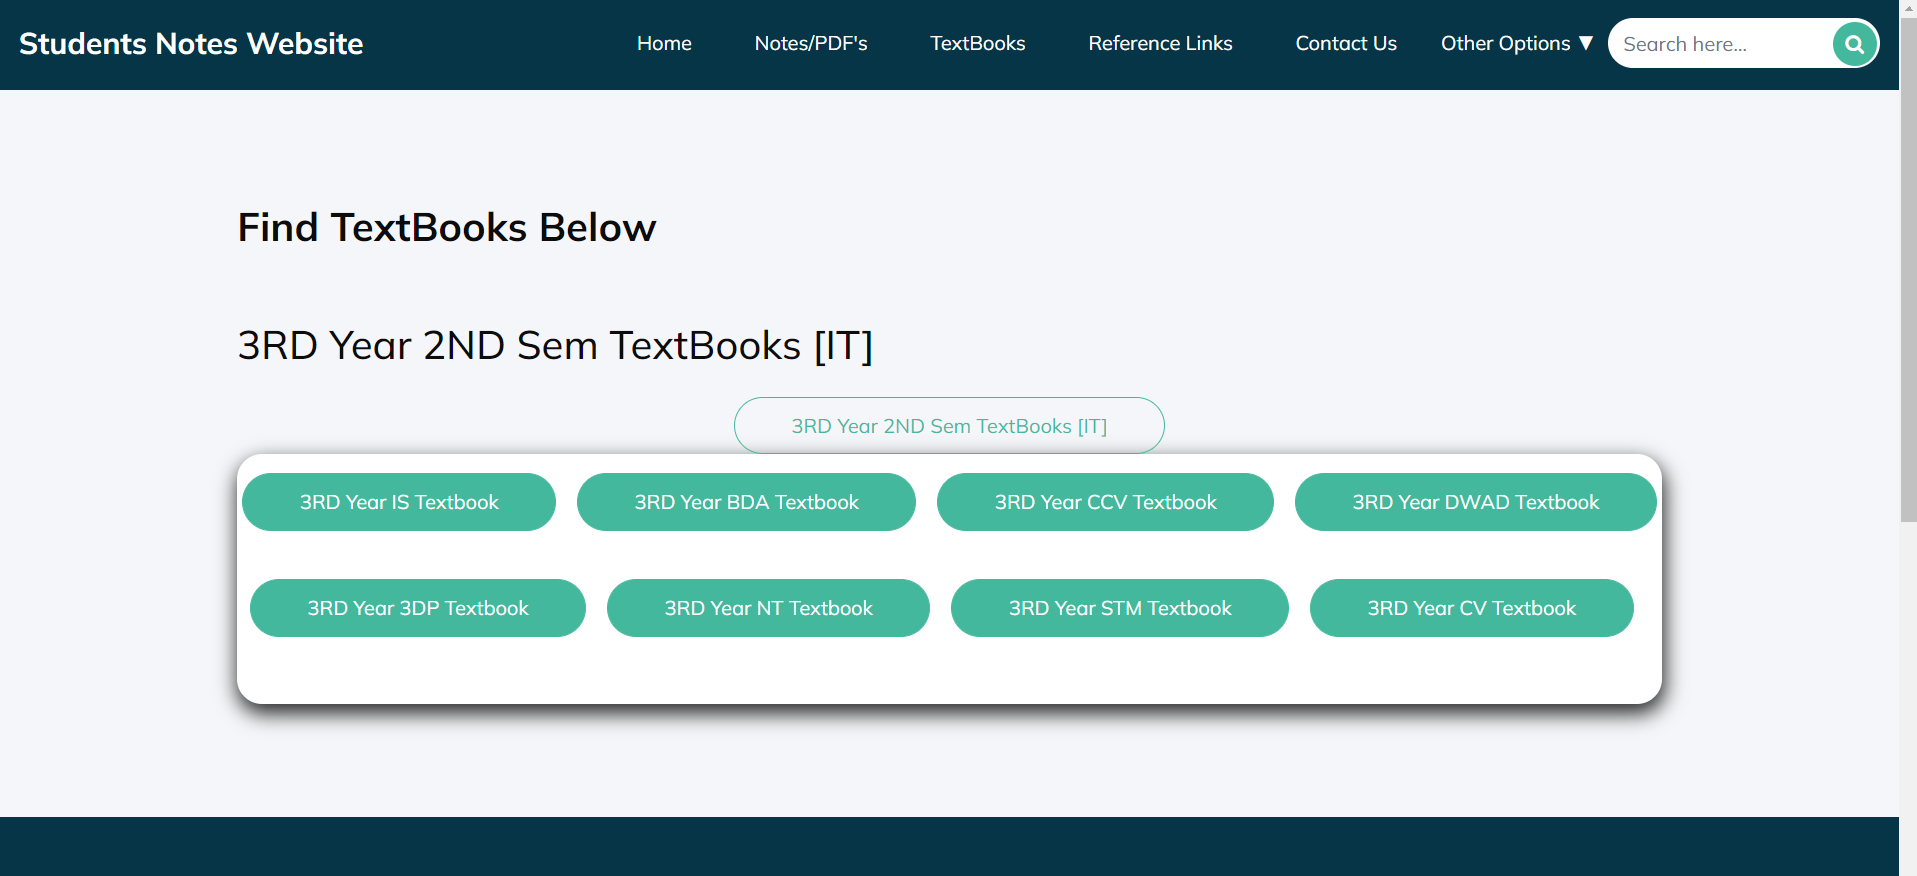 Students Notes Website
Home Notes/PDF's TextBooks Reference Links Contact Us Other Options ▼ Search here...
Find TextBooks Below
3RD Year 2ND Sem TextBooks [IT]
3RD Year 2ND Sem TextBooks [IT]
3RD Year IS Textbook 3RD Year BDA Textbook 3RD Year CCV Textbook 3RD Year DWAD Textbook
3RD Year 3DP Textbook 3RD Year NT Textbook 3RD Year STM Textbook 3RD Year CV Textbook